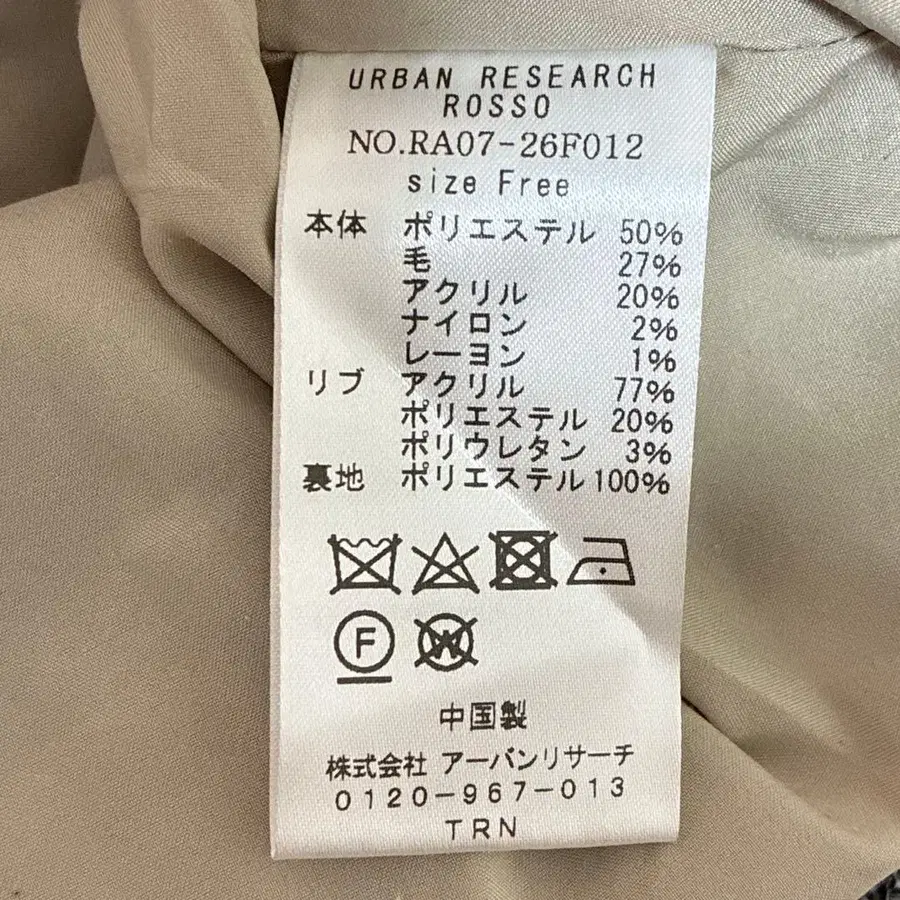 URBAN RESEARCH
ROSSO
NO.RA07-26F012
size Free
本体 ポリエステル 50%
毛 27%
アクリル 20%
ナイロン 2%
レーヨン 1%
リブ アクリル 77%
ポリエステル 20%
ポリウレタン 3%
裏地 ポリエステル 100%
F W
中国製
株式会社 アーバンリサーチ
0120-967-013
TRN